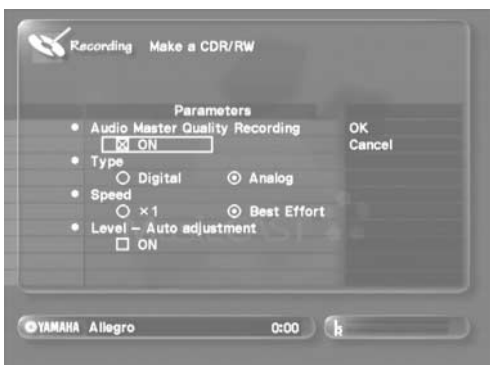 Recording Make a CDR/RW
Parameters
Audio Master Quality Recording
ON
OK
Cancel
Type
Digital Analog
Speed
×1 Best Effort
Level – Auto adjustment
ON
YAMAHA Allegro 0:00